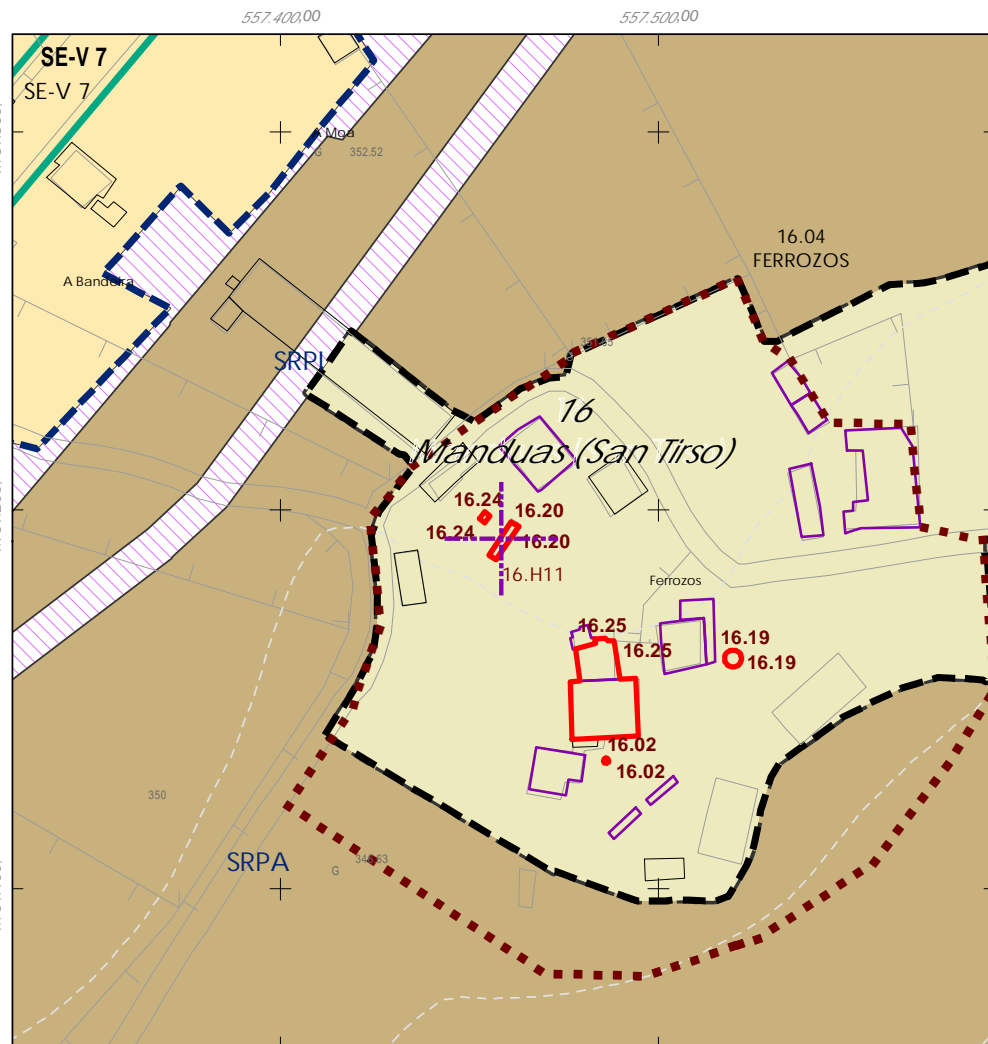 557.400,00
557.500,00
SE-V 7
SE-V 7
A Moa
G 352.52
16.04
FERROZOS
A Bandeira
SRPI
16
Manduas (San Tirso)
16.24
16.20
16.24
16.20
16.H11
Ferrozos
16.25
16.25
16.19
16.19
16.02
16.02
350
SRPA
G